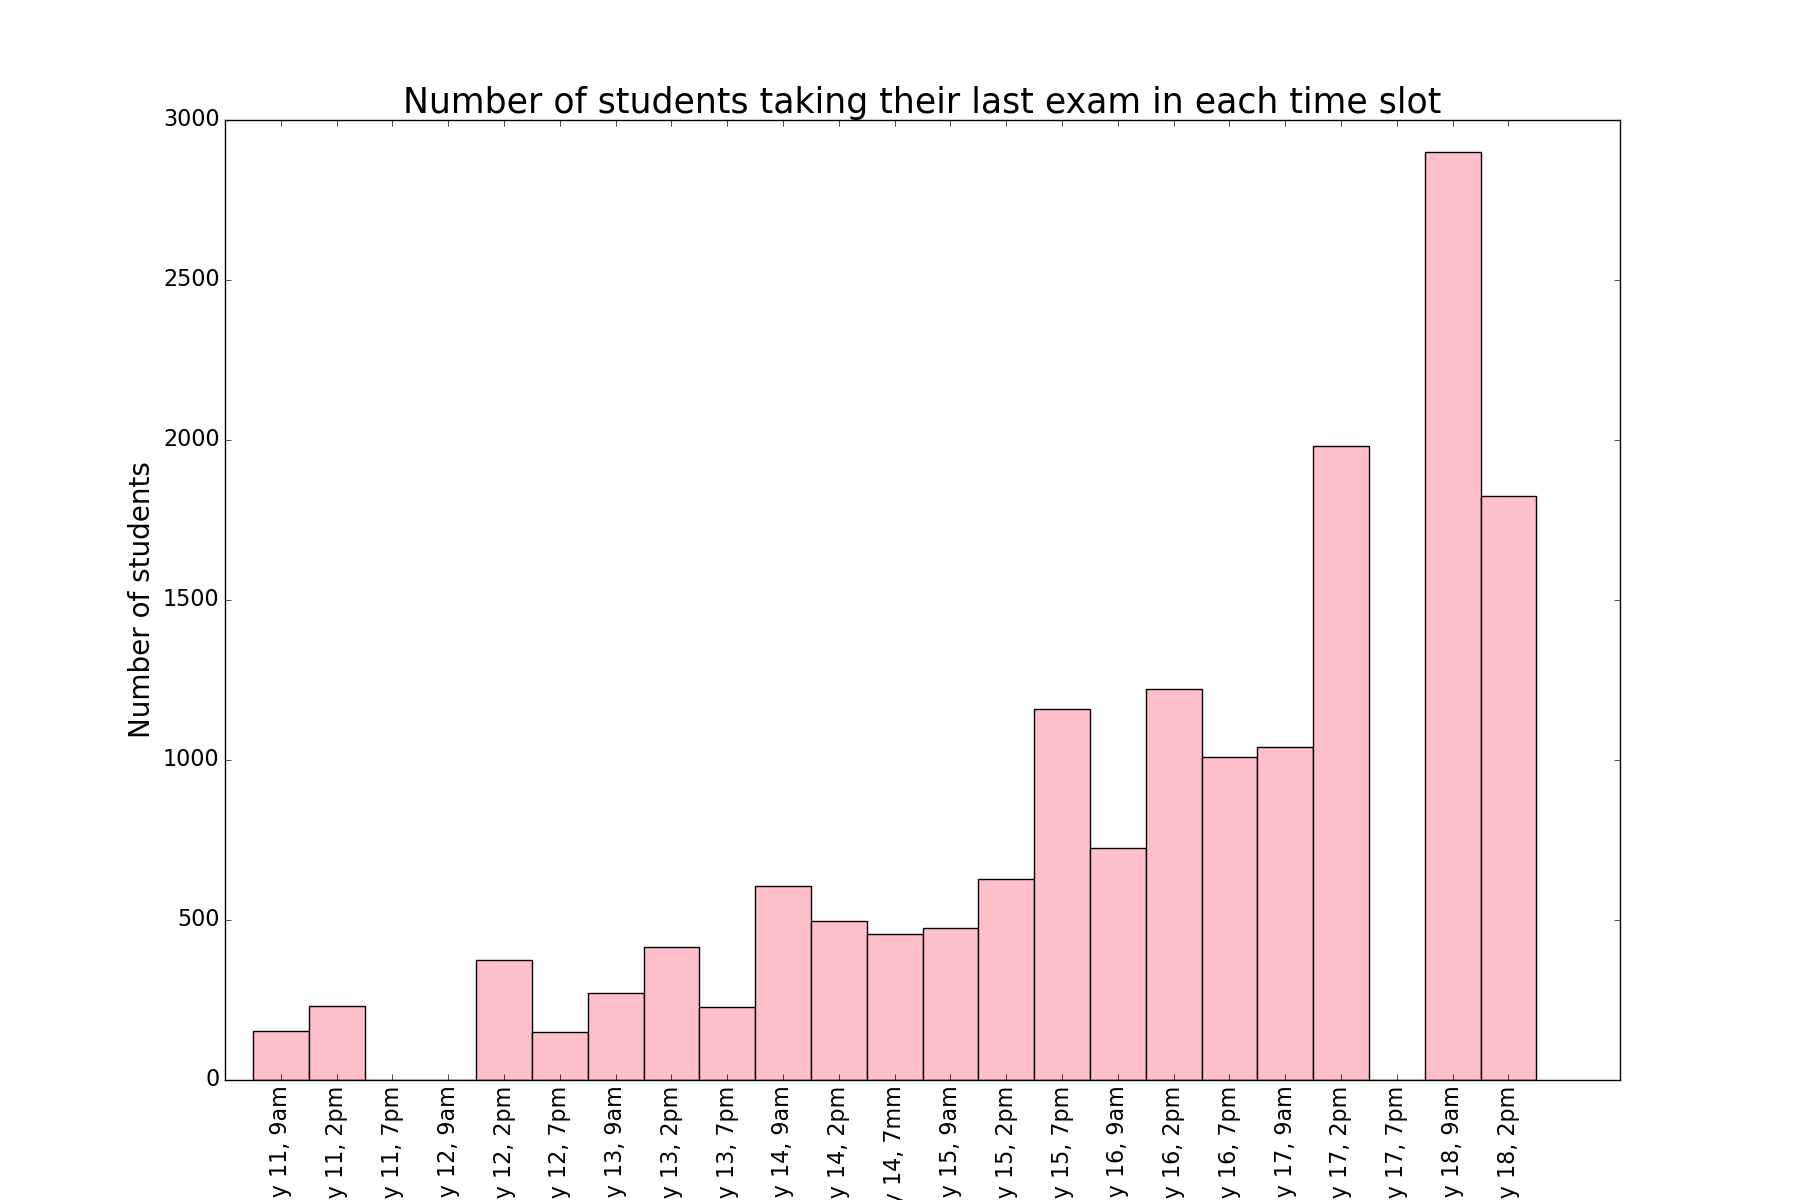 Number of students taking their last exam in each time slot
3000
2500
2000
1500
1000
500
0
Number of students
y 11, 9am
y 11, 2pm
y 11, 7pm
y 12, 9am
y 12, 2pm
y 12, 7pm
y 13, 9am
y 13, 2pm
y 13, 7pm
y 14, 9am
y 14, 2pm
y 14, 7mm
y 15, 9am
y 15, 2pm
y 15, 7pm
y 16, 9am
y 16, 2pm
y 16, 7pm
y 17, 9am
y 17, 2pm
y 17, 7pm
y 18, 9am
y 18, 2pm